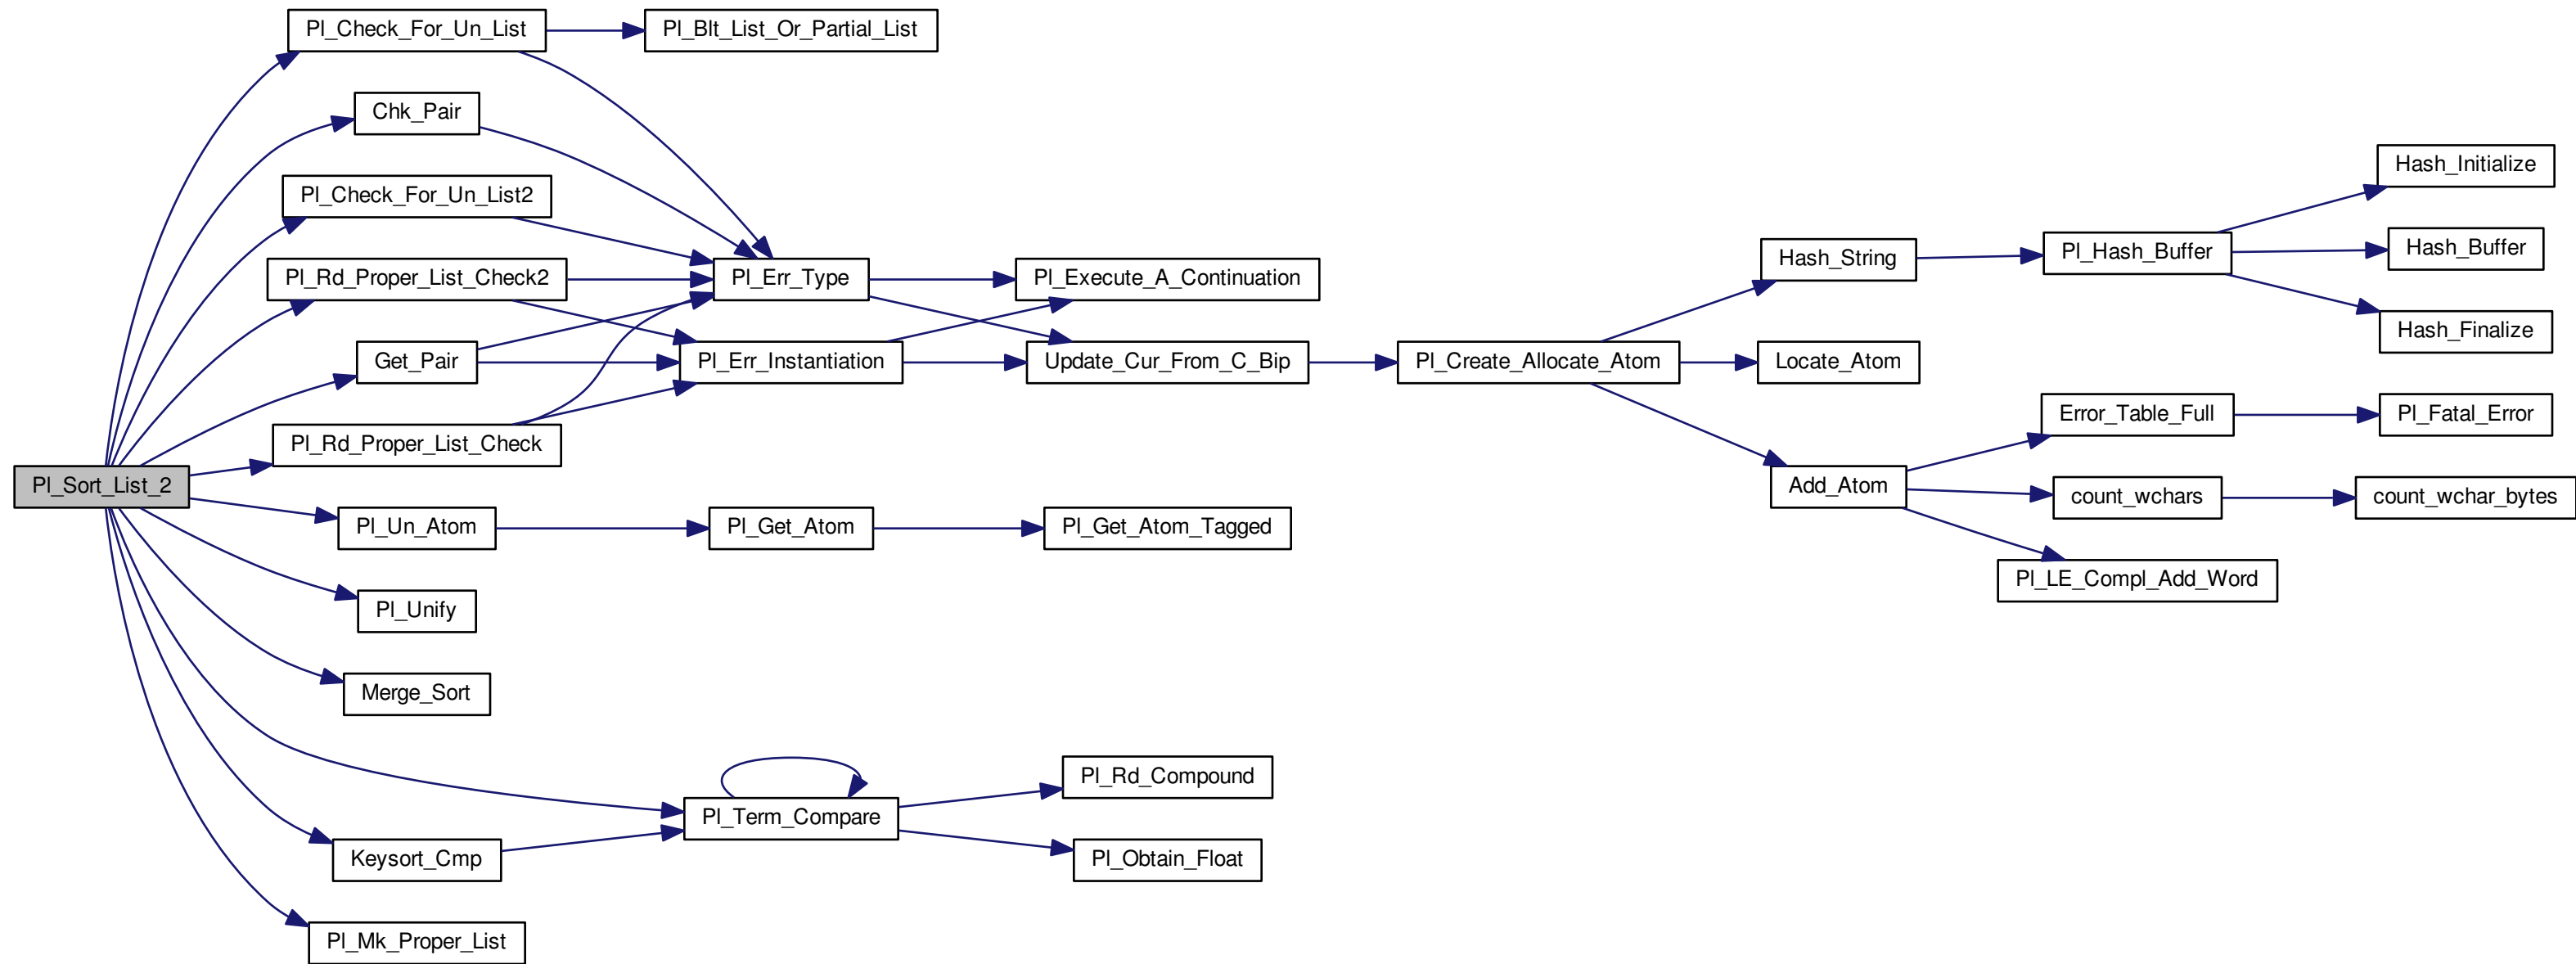 Pl_Check_For_Un_List
Pl_Blt_List_Or_Partial_List
Chk_Pair
Hash_Initialize
Pl_Check_For_Un_List2
Hash_String
Pl_Hash_Buffer
Hash_Buffer
Pl_Rd_Proper_List_Check2
Pl_Err_Type
Pl_Execute_A_Continuation
Hash_Finalize
Get_Pair
Pl_Err_Instantiation
Update_Cur_From_C_Bip
Pl_Create_Allocate_Atom
Locate_Atom
Error_Table_Full
Pl_Fatal_Error
Pl_Rd_Proper_List_Check
Pl_Sort_List_2
Add_Atom
count_wchars
count_wchar_bytes
Pl_Un_Atom
Pl_Get_Atom
Pl_Get_Atom_Tagged
Pl_LE_Compl_Add_Word
Pl_Unify
Merge_Sort
Pl_Rd_Compound
Pl_Term_Compare
Keysort_Cmp
Pl_Obtain_Float
Pl_Mk_Proper_List